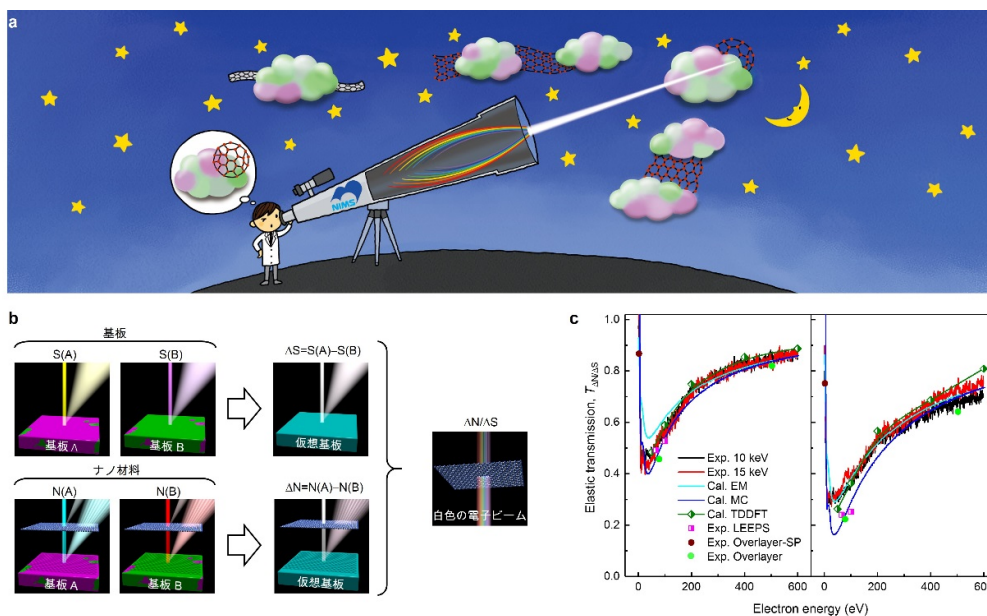 a
NIMS
b
基板
S(A)
S(B)
ΔS=S(A)–S(B)
基板 A
基板 B
仮想基板
ナノ材料
N(A)
N(B)
ΔN=N(A)–N(B)
基板 A
基板 B
仮想基板
ΔN/ΔS
白色の電子ビーム
c
Elastic transmission, TΔN/ΔS
1.0
0.8
0.6
0.4
0.2
0.0
Exp. 10 keV
Exp. 15 keV
Cal. EM
Cal. MC
Cal. TDDFT
Exp. LEEPS
Exp. Overlayer-SP
Exp. Overlayer
0 200 400 600 0 200 400 600
Electron energy (eV)